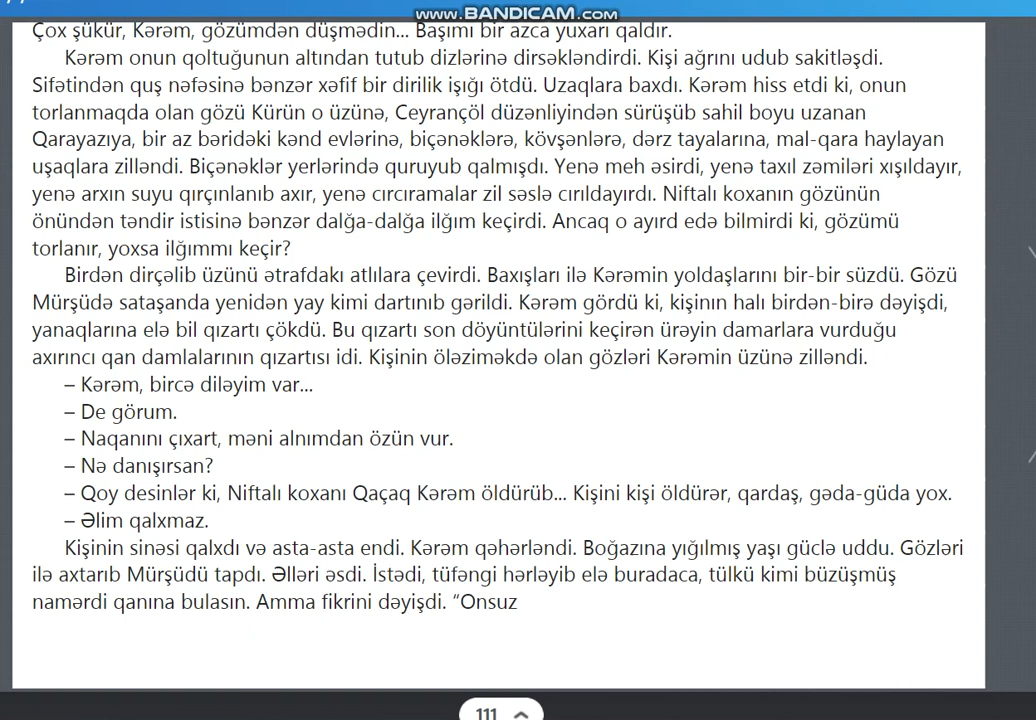 www.BANDICAM.com
Çox şükür, Kərəm, gözümdən düşmədin... Başımı bir azca yuxarı qaldır.
Kərəm onun qoltuğunun altından tutub dizlərinə dirsəkləndirdi. Kişi ağrını udub sakitləşdi.
Sifətindən quş nəfəsinə bənzər xəfif bir dirilik işığı ötdü. Uzaqlara baxdı. Kərəm hiss etdi ki, onun
torlanmaqda olan gözü Kürün o üzünə, Ceyrançöl düzənliyindən sürüşüb sahil boyu uzanan
Qarayazıya, bir az bəridəki kənd evlərinə, biçənəklərə, kövşənlərə, dərz tayalarına, mal-qara haylayan
uşaqlara zilləndi. Biçənəklər yerlərində quruyub qalmışdı. Yenə meh əsirdi, yenə taxıl zəmiləri xışıldayır,
yenə arxın suyu qırçınlanıb axır, yenə cırcıramalar zil səslə cırıldayırdı. Niftalı koxanın gözünün
önündən təndir istisinə bənzər dalğa-dalğa ilğım keçirdi. Ancaq o ayırd edə bilmirdi ki, gözümü
torlanır, yoxsa ilğımmı keçir?
Birdən dirçəlib üzünü ətrafdakı atlılara çevirdi. Baxışları ilə Kərəmin yoldaşlarını bir-bir süzdü. Gözü
Mürşüdə sataşanda yenidən yay kimi dartınıb gərildi. Kərəm gördü ki, kişinın halı birdən-birə dəyişdi,
yanaqlarına elə bil qızartı çökdü. Bu qızartı son döyüntülərini keçirən ürəyin damarlara vurduğu
axırıncı qan damlalarının qızartısı idi. Kişinin öləziməkdə olan gözləri Kərəmin üzünə zilləndi.
– Kərəm, bircə diləyim var...
– De görum.
– Naqanını çıxart, məni alnımdan özün vur.
– Nə danışırsan?
– Qoy desinlər ki, Niftalı koxanı Qaçaq Kərəm öldürüb... Kişini kişi öldürər, qardaş, gəda-güda yox.
– Əlim qalxmaz.
Kişinin sinəsi qalxdı və asta-asta endi. Kərəm qəhərləndi. Boğazına yığılmış yaşı güclə uddu. Gözləri
ilə axtarıb Mürşüdü tapdı. Əlləri əsdi. İstədi, tüfəngi hərləyib elə buradaca, tülkü kimi büzüşmüş
namərdi qanına bulasın. Amma fikrini dəyişdi. “Onsuz
111